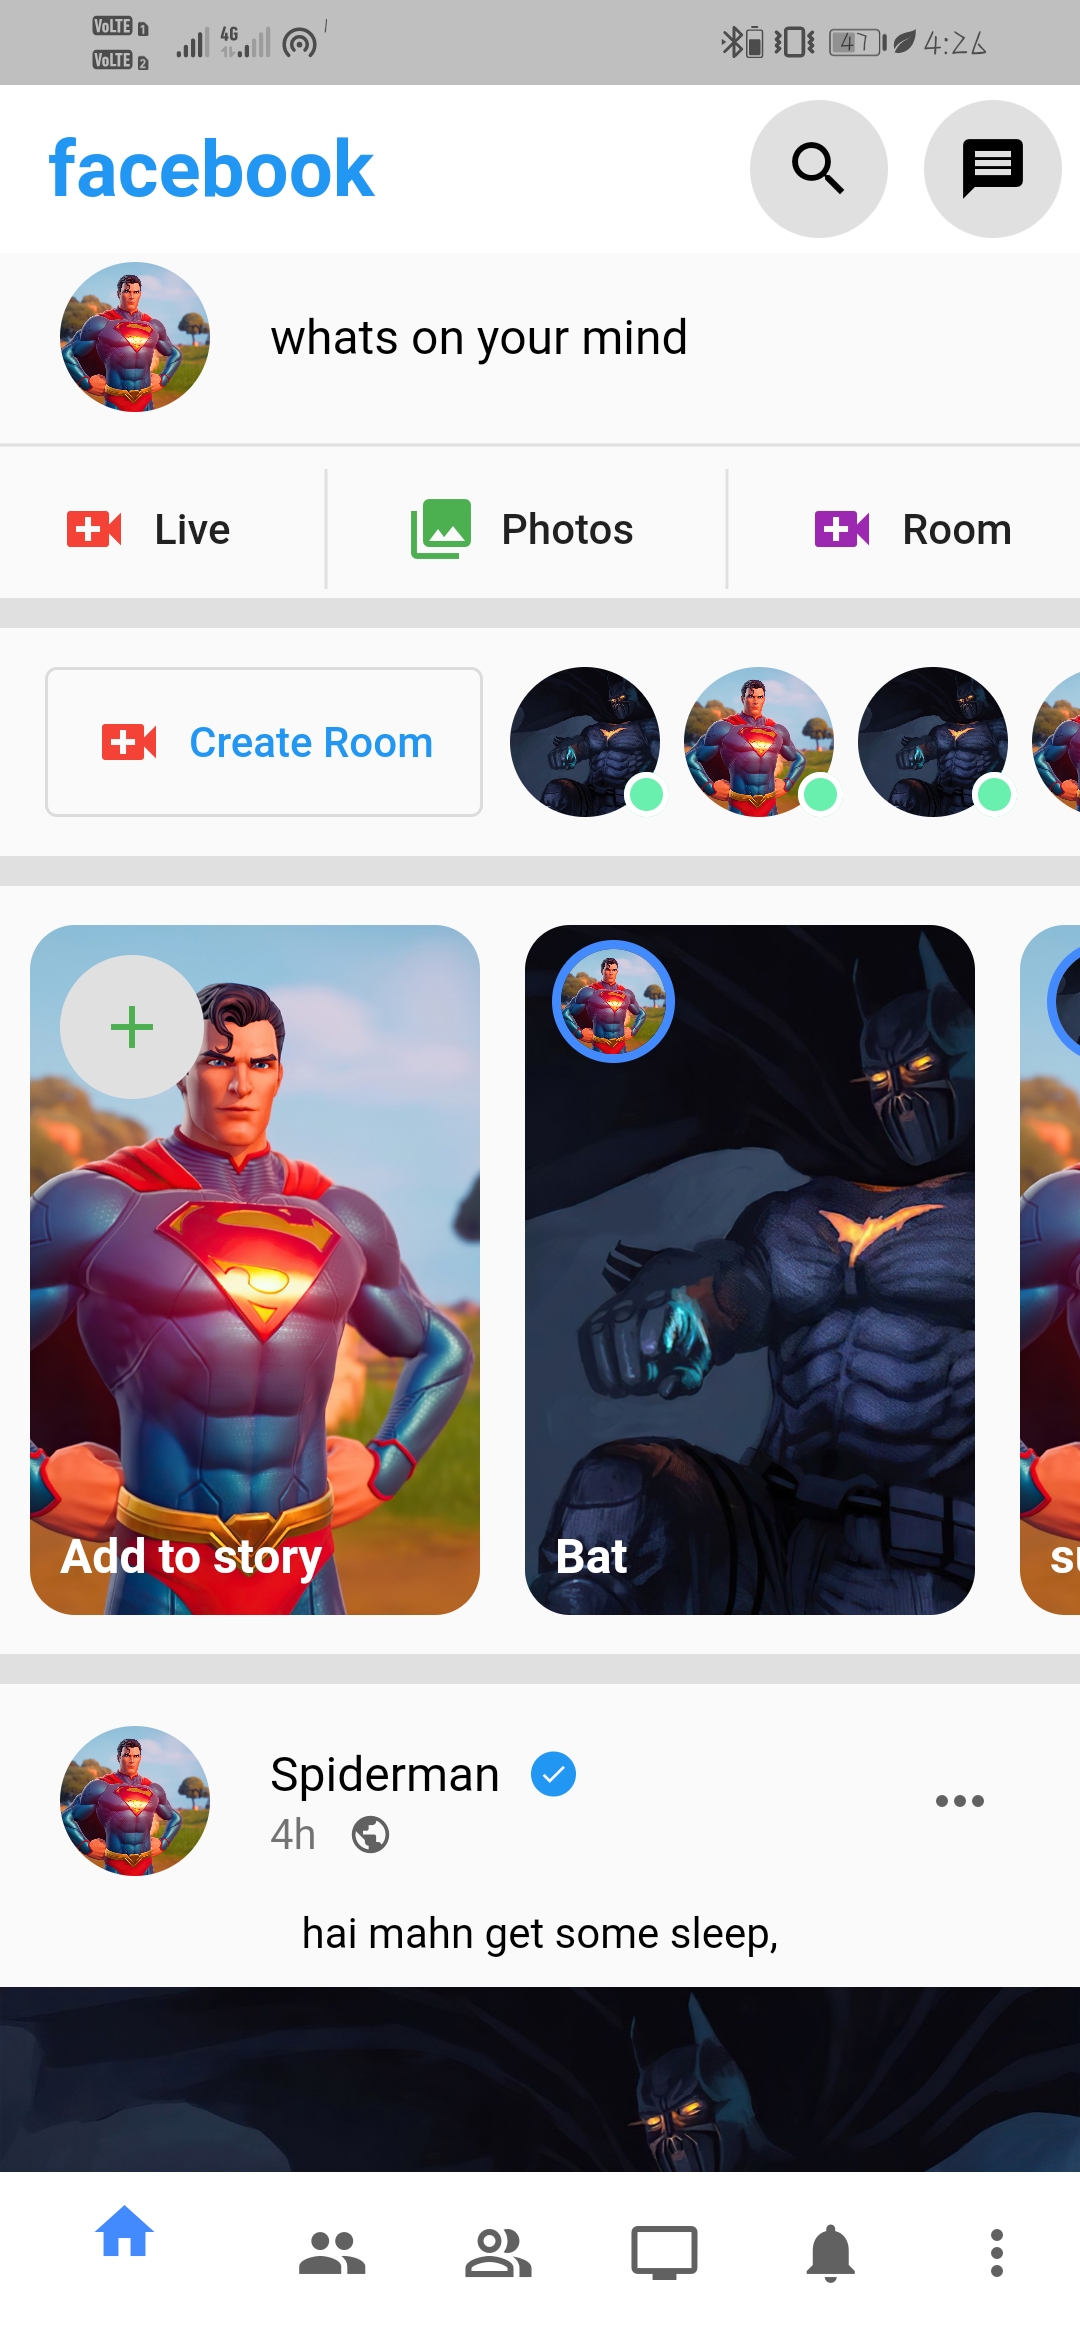 VoLTE 1
VoLTE 2
4G
47
4:26
facebook
whats on your mind
Live
Photos
Room
Create Room
Add to story
Bat
su
Spiderman
4h
hai mahn get some sleep,